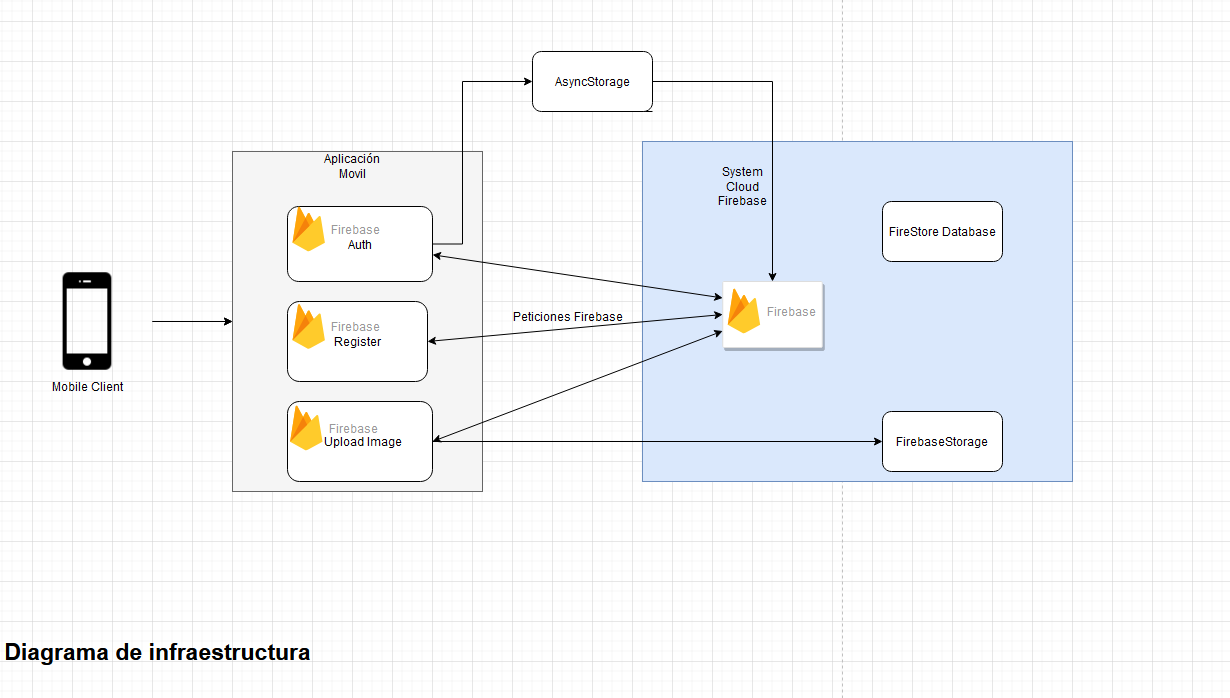 AsyncStorage
Aplicación
Movil
System
Cloud
Firebase
Firebase
Auth
FireStore Database
Firebase
Peticiones Firebase
Firebase
Register
Mobile Client
Firebase
Upload Image
FirebaseStorage
Diagrama de infraestructura